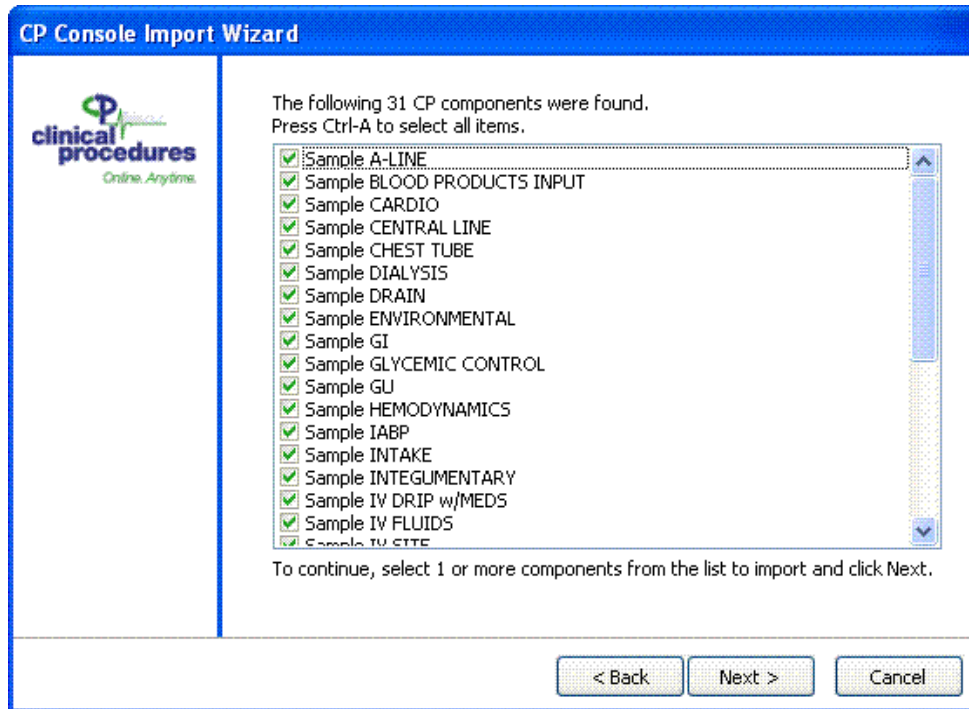 CP Console Import Wizard
CP
clinical
procedures
Online. Anytime.
The following 31 CP components were found.
Press Ctrl-A to select all items.
Sample A-LINE
Sample BLOOD PRODUCTS INPUT
Sample CARDIO
Sample CENTRAL LINE
Sample CHEST TUBE
Sample DIALYSIS
Sample DRAIN
Sample ENVIRONMENTAL
Sample GI
Sample GLYCEMIC CONTROL
Sample GU
Sample HEMODYNAMICS
Sample IABP
Sample INTAKE
Sample INTEGUMENTARY
Sample IV DRIP w/MEDS
Sample IV FLUIDS
Sample IV SITE
To continue, select 1 or more components from the list to import and click Next.
< Back
Next >
Cancel